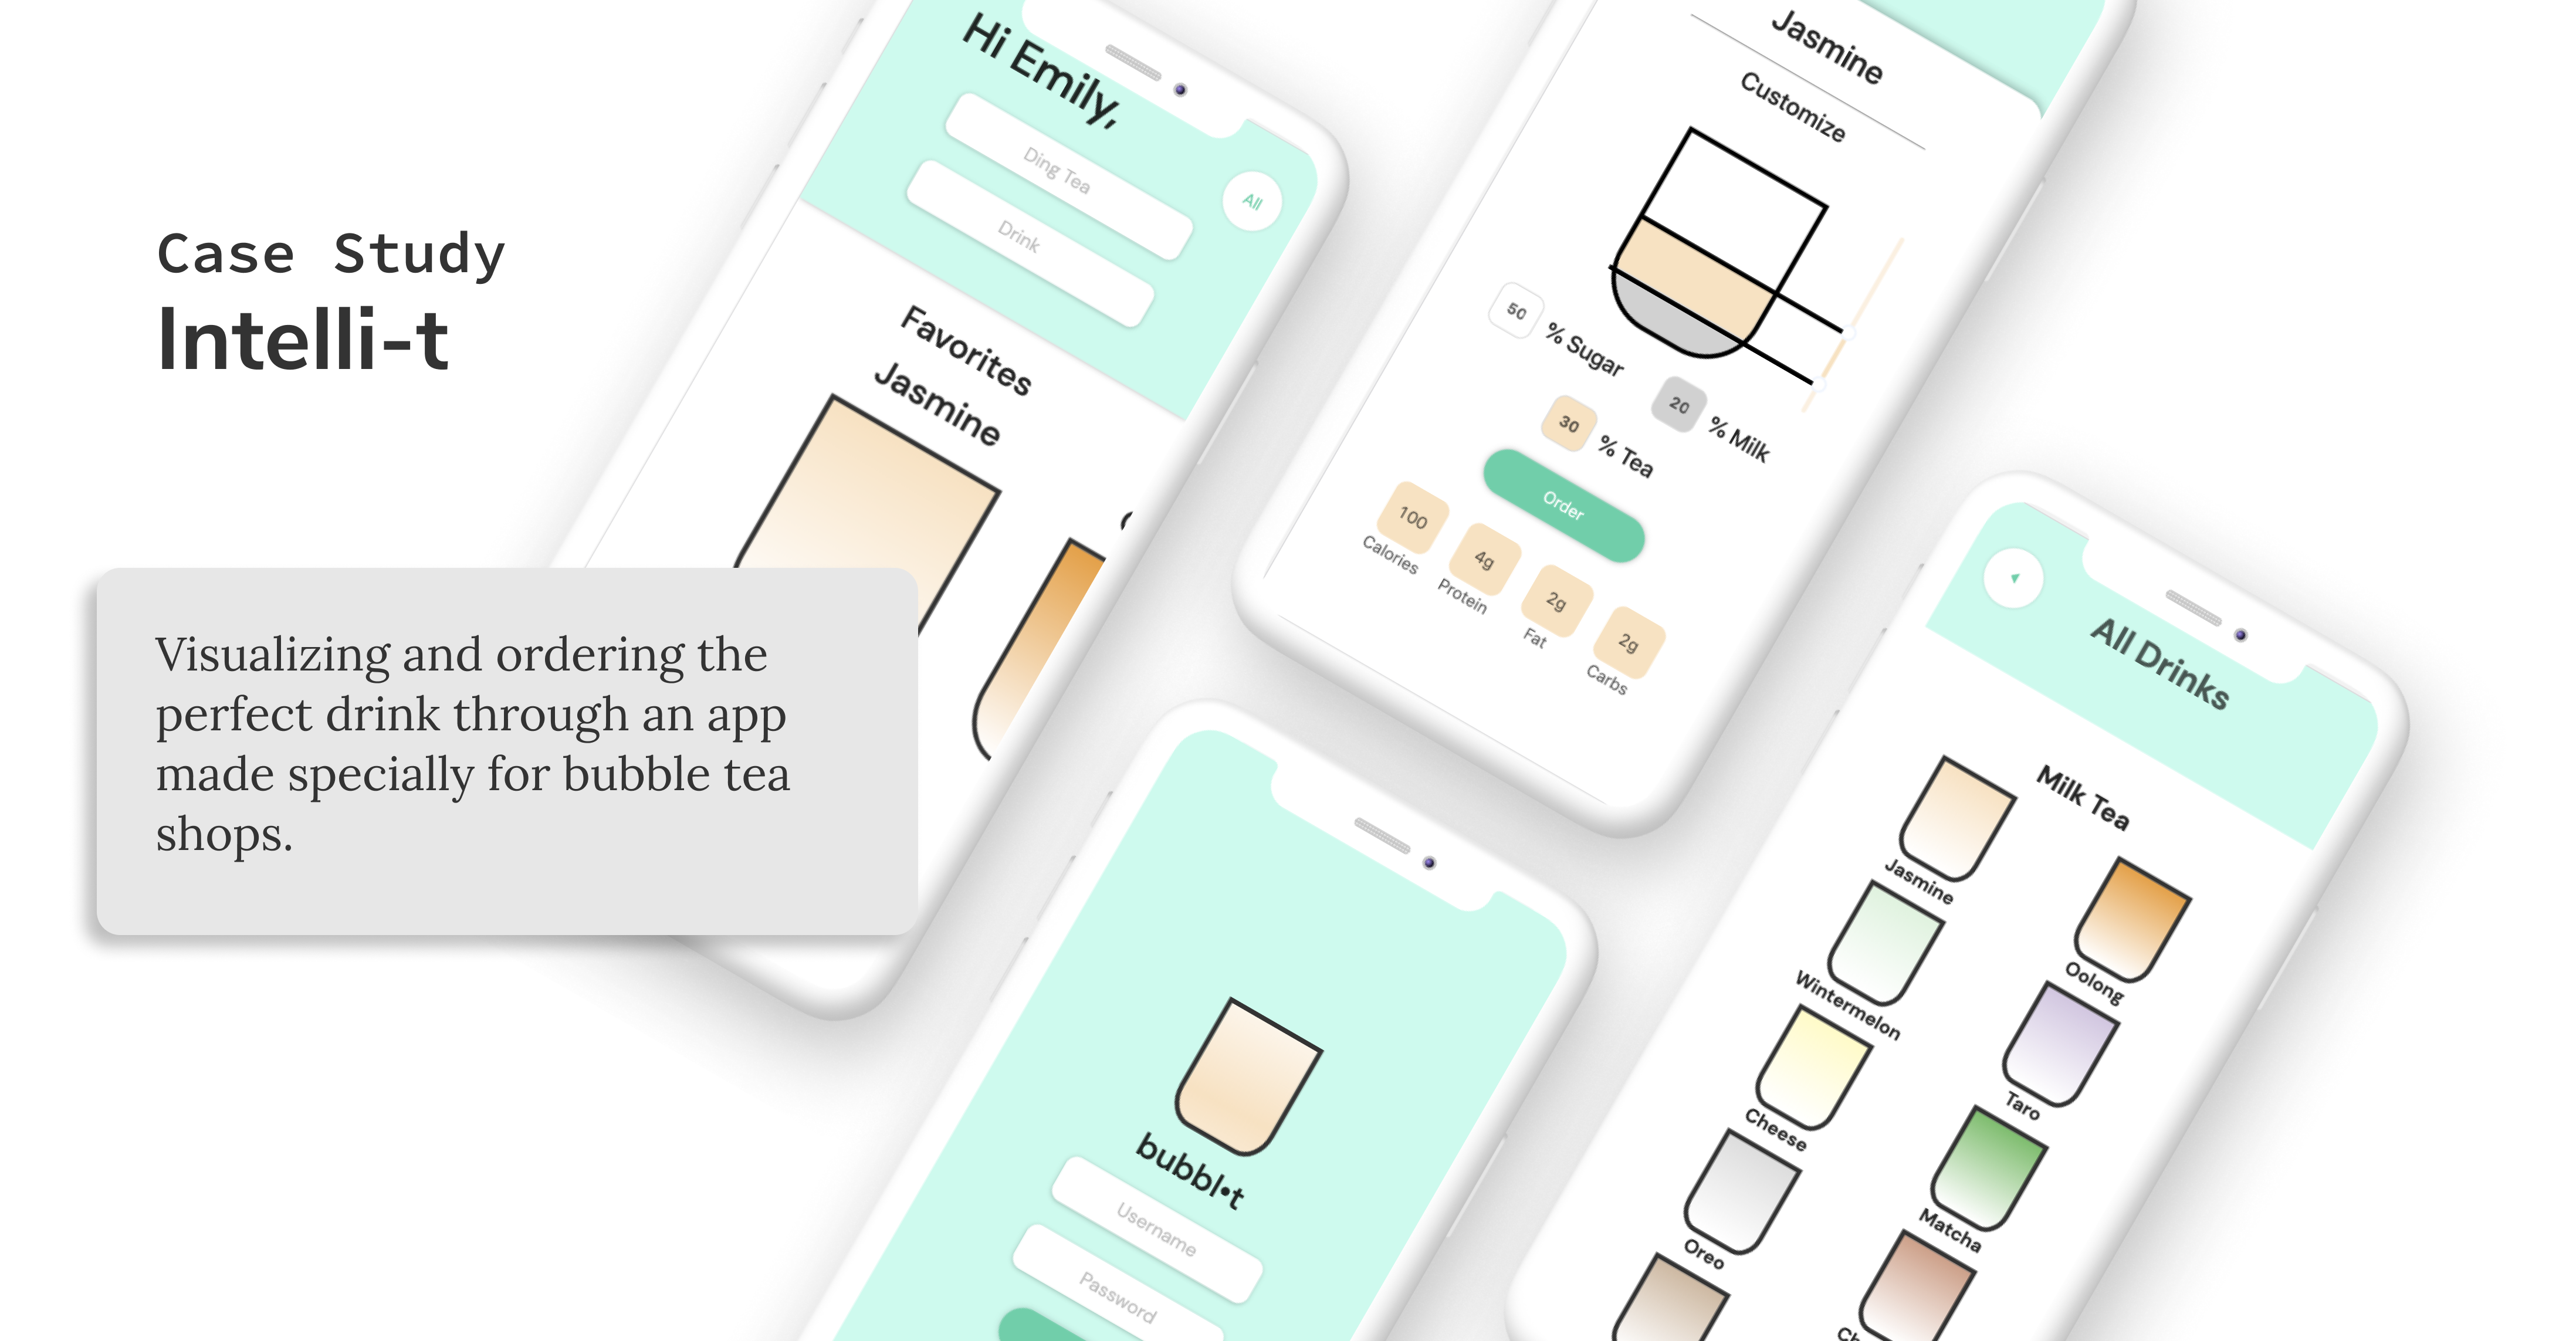 Case Study
Intelli-t
Visualizing and ordering the
perfect drink through an app
made specially for bubble tea
shops.
Hi Emily,
Ding Tea
Drink
All
Favorites
Jasmine
Jasmine
Customize
50 % Sugar
20 % Milk
30 % Tea
Order
100
Calories
4g
Protein
2g
Fat
2g
Carbs
bubbl•t
Username
Password
All Drinks
Milk Tea
Jasmine
Oolong
Wintermelon
Taro
Cheese
Matcha
Oreo